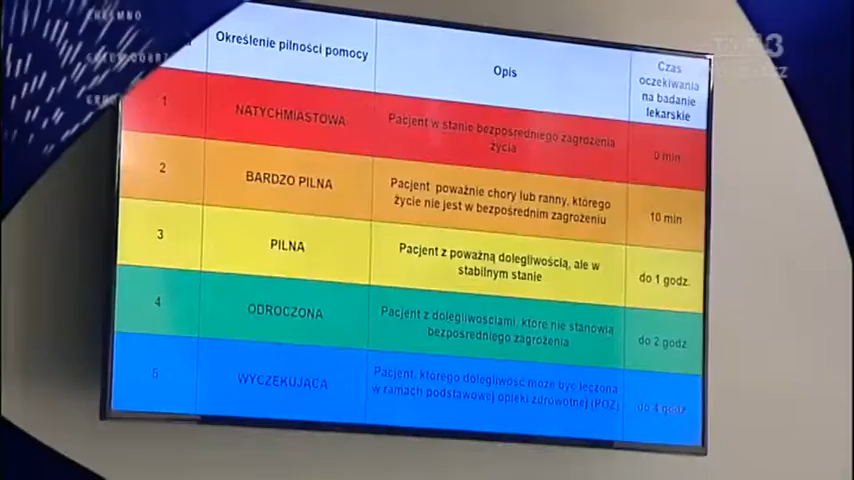 CHEŁMNO
Określenie pilności pomocy
Opis
Czas
oczekiwania
na badanie
lekarskie
1
NATYCHMIASTOWA
Pacjent w stanie bezpośredniego zagrożenia
życia
0 min
2
BARDZO PILNA
Pacjent poważnie chory lub ranny, którego
życie nie jest w bezpośrednim zagrożeniu
10 min
3
PILNA
Pacjent z poważną dolegliwością, ale w
stabilnym stanie
do 1 godz.
4
ODROCZONA
Pacjent z dolegliwościami, które nie stanowią
bezpośredniego zagrożenia
do 2 godz
5
WYCZEKUJĄCA
Pacjent, którego dolegliwość może być leczona
w ramach podstawowej opieki zdrowotnej (POZ)
do 4 godz